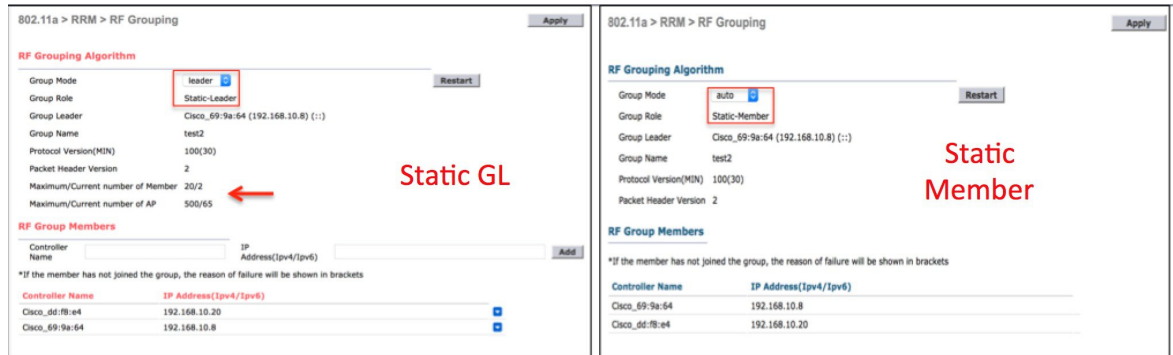 802.11a > RRM > RF Grouping
Apply
RF Grouping Algorithm
Group Mode leader
Restart
Group Role Static-Leader
Group Leader Cisco_69:9a:64 (192.168.10.8) (::)
Group Name test2
Protocol Version(MIN) 100(30)
Packet Header Version 2
Maximum/Current number of Member 20/2
Maximum/Current number of AP 500/65
Static GL
RF Group Members
Controller Name
IP Address(Ipv4/Ipv6)
Add
*If the member has not joined the group, the reason of failure will be shown in brackets
Controller Name IP Address(Ipv4/Ipv6)
Cisco_dd:f8:e4 192.168.10.20
Cisco_69:9a:64 192.168.10.8
802.11a > RRM > RF Grouping
Apply
RF Grouping Algorithm
Group Mode auto
Restart
Group Role Static-Member
Group Leader Cisco_69:9a:64 (192.168.10.8) (::)
Group Name test2
Protocol Version(MIN) 100(30)
Packet Header Version 2
Static
Member
RF Group Members
*If the member has not joined the group, the reason of failure will be shown in brackets
Controller Name IP Address(Ipv4/Ipv6)
Cisco_69:9a:64 192.168.10.8
Cisco_dd:f8:e4 192.168.10.20